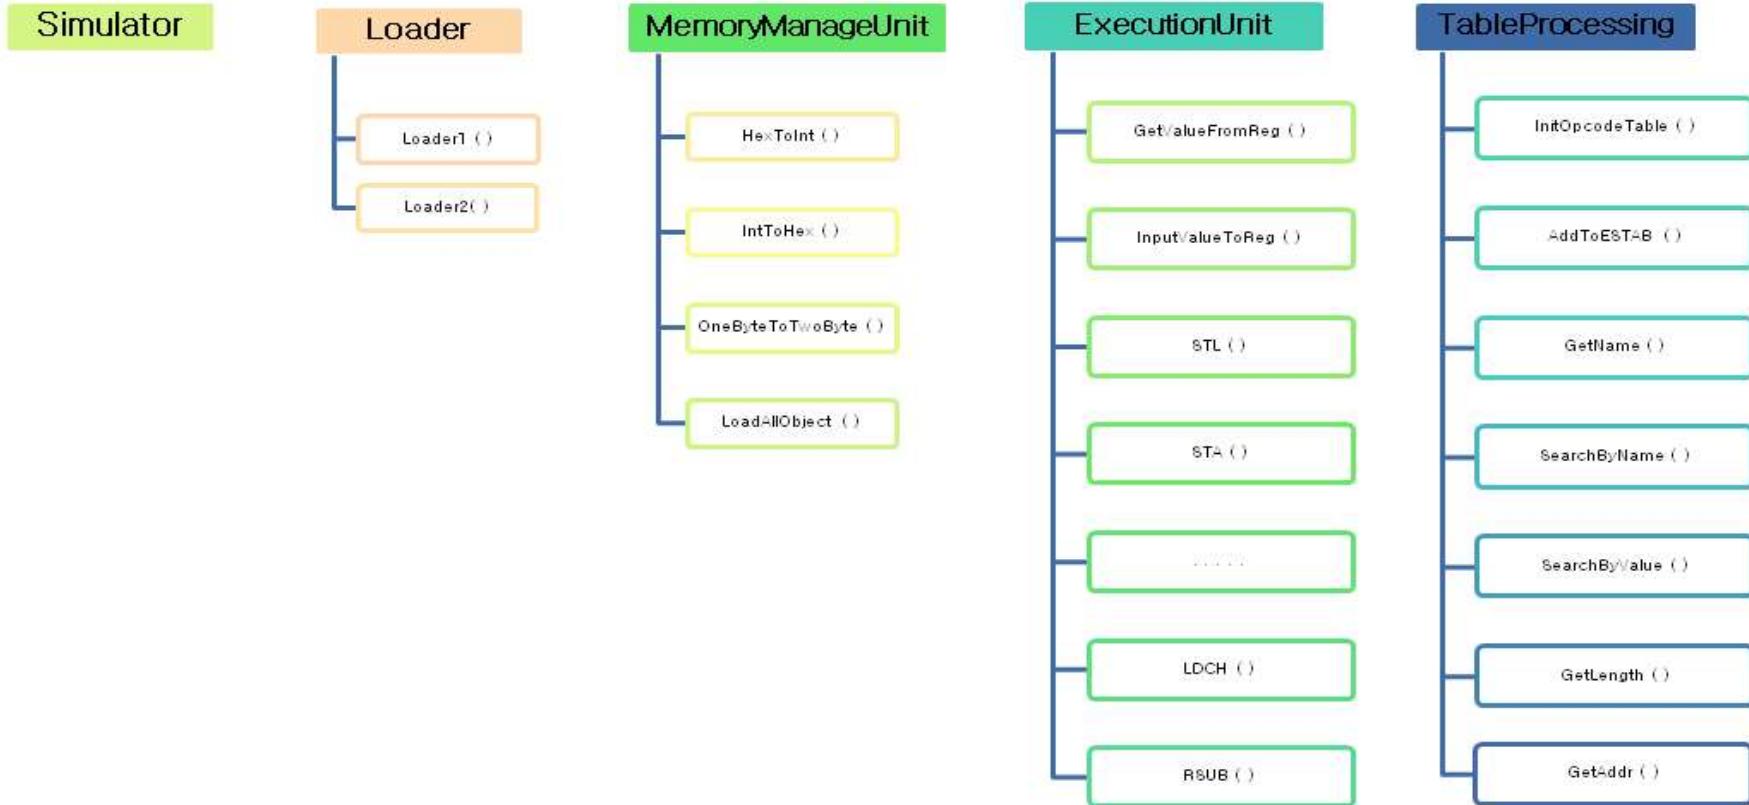 Simulator
Loader
Loader1 ( )
Loader2( )
MemoryManageUnit
HexToInt ( )
IntToHex ( )
OneByteToTwoByte ( )
LoadAllObject ( )
ExecutionUnit
GetValueFromReg ( )
InputValueToReg ( )
STL ( )
STA ( )
. . . . .
LDCH ( )
RSUB ( )
TableProcessing
InitOpcodeTable ( )
AddToESTAB ( )
GetName ( )
SearchByName ( )
SearchByValue ( )
GetLength ( )
GetAddr ( )